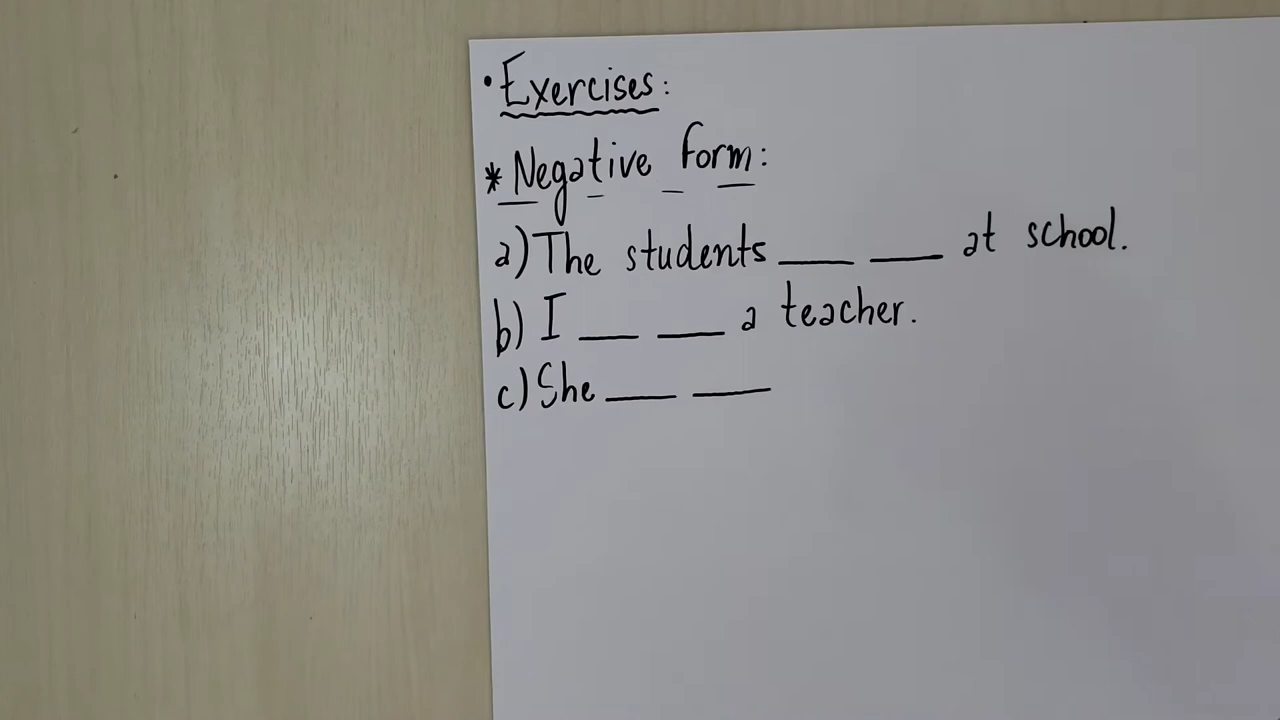 • Exercises:
* Negative form:
a) The students ___ ___ at school.
b) I ___ ___ a teacher.
c) She ___ ___